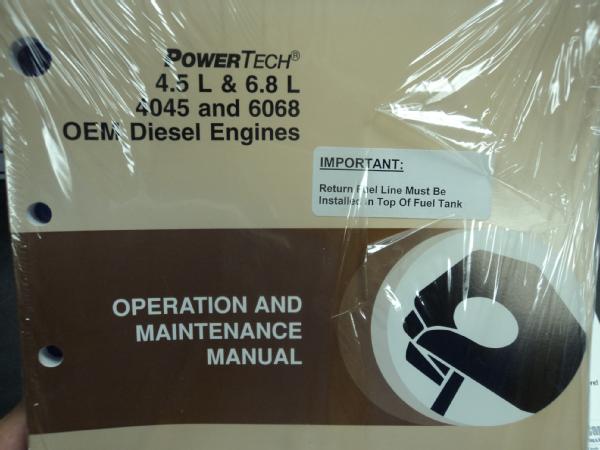 POWERTECH®
4.5 L & 6.8 L
4045 and 6068
OEM Diesel Engines
IMPORTANT:
Return Fuel Line Must Be
Installed In Top Of Fuel Tank
OPERATION AND
MAINTENANCE
MANUAL